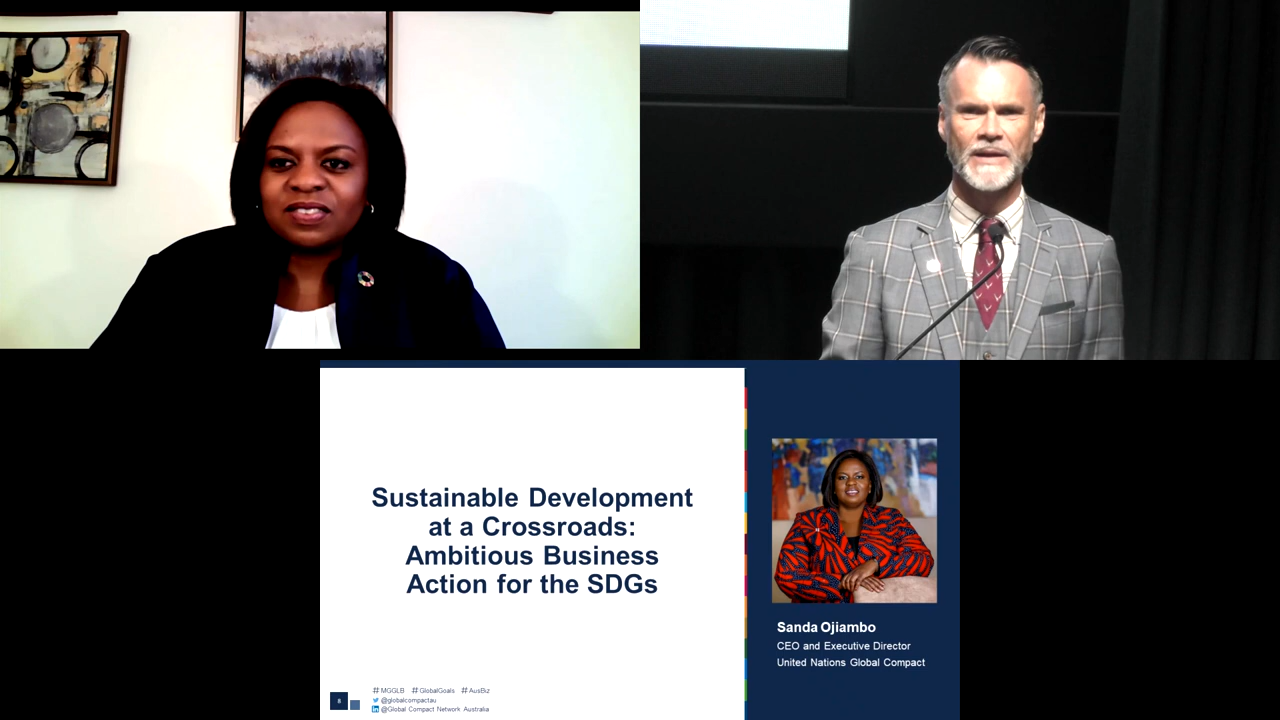 Sustainable Development
at a Crossroads:
Ambitious Business
Action for the SDGs
Sanda Ojiambo
CEO and Executive Director
United Nations Global Compact
8
#MGGLB #GlobalGoals #AusBiz
@globalcompactau
@Global Compact Network Australia